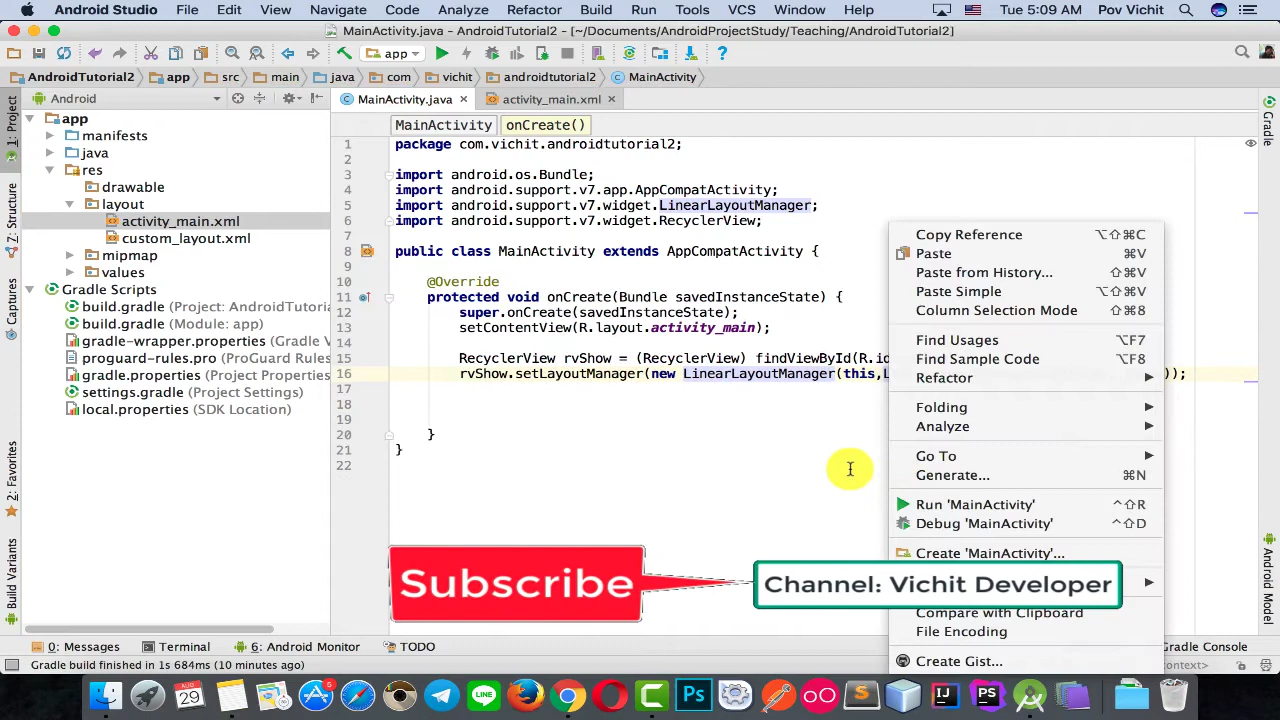 Android Studio File Edit View Navigate Code Analyze Refactor Build Run Tools VCS Window Help Tue 5:09 AM Pov Vichit
MainActivity.java - AndroidTutorial2 - [~/Documents/AndroidProjectStudy/Teaching/AndroidTutorial2]
app
AndroidTutorial2 app src main java com vichit androidtutorial2 MainActivity
Android MainActivity.java activity_main.xml
MainActivity onCreate()
1: Project
7: Structure
Captures
2: Favorites
Build Variants
app
manifests
java
res
drawable
layout
activity_main.xml
custom_layout.xml
mipmap
values
Gradle Scripts
build.gradle (Project: AndroidTutorial2)
build.gradle (Module: app)
gradle-wrapper.properties (Gradle V
proguard-rules.pro (ProGuard Rules
gradle.properties (Project Properties)
settings.gradle (Project Settings)
local.properties (SDK Location)
1 package com.vichit.androidtutorial2;
2
3 import android.os.Bundle;
4 import android.support.v7.app.AppCompatActivity;
5 import android.support.v7.widget.LinearLayoutManager;
6 import android.support.v7.widget.RecyclerView;
7
8 public class MainActivity extends AppCompatActivity {
9
10 @Override
11 protected void onCreate(Bundle savedInstanceState) {
12 super.onCreate(savedInstanceState);
13 setContentView(R.layout.activity_main);
14
15 RecyclerView rvShow = (RecyclerView) findViewById(R.id
16 rvShow.setLayoutManager(new LinearLayoutManager(this,L ));
17
18
19
20 }
21 }
22
Copy Reference ⌥⇧⌘C
Paste ⌘V
Paste from History... ⇧⌘V
Paste Simple ⌥⇧⌘V
Column Selection Mode ⇧⌘8
Find Usages ⌥F7
Find Sample Code ⌥F8
Refactor
Folding
Analyze
Go To
Generate... ⌘N
Run 'MainActivity' ^⇧R
Debug 'MainActivity' ^⇧D
Create 'MainActivity'...
Compare with Clipboard
File Encoding
Create Gist...
Subscribe
Channel: Vichit Developer
Gradle
Android Model
0: Messages Terminal 6: Android Monitor TODO Gradle Console
Gradle build finished in 1s 684ms (10 minutes ago) context>
AUG
29
5
LINE
Ps
S
IJ
PS